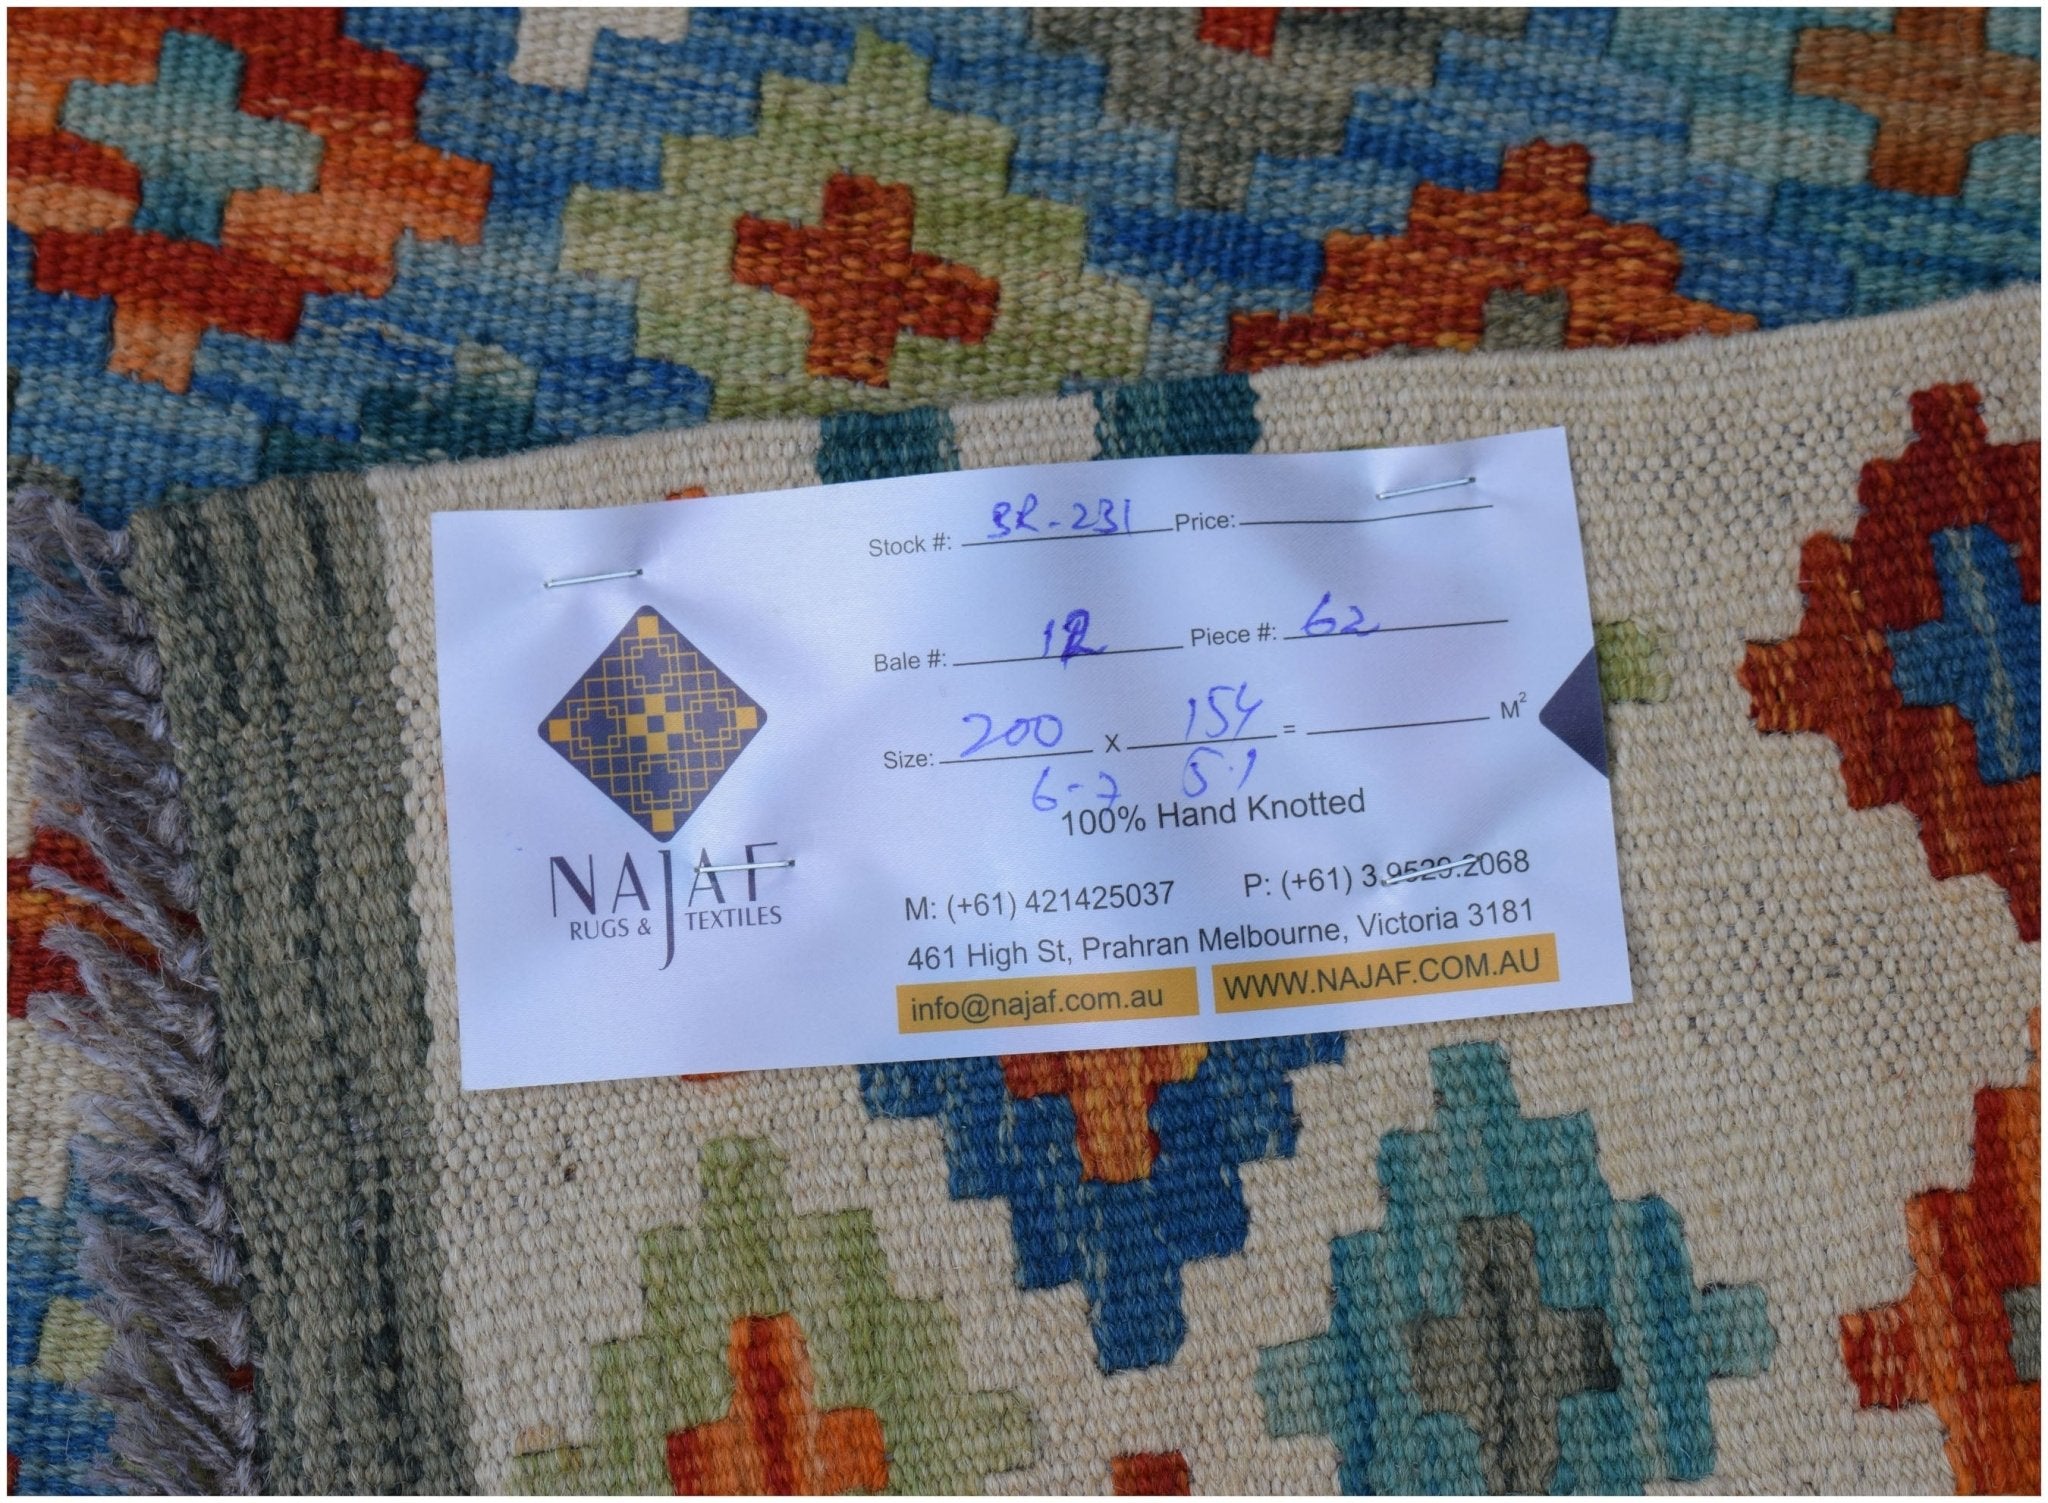 Stock #: BR-231 Price:
Bale #: 12 Piece #: 62
Size: 200 x 154 = M²
6-7 5.1
100% Hand Knotted
NAJAF
RUGS & TEXTILES
M: (+61) 421425037 P: (+61) 3.9529.2068
461 High St, Prahran Melbourne, Victoria 3181
info@najaf.com.au WWW.NAJAF.COM.AU